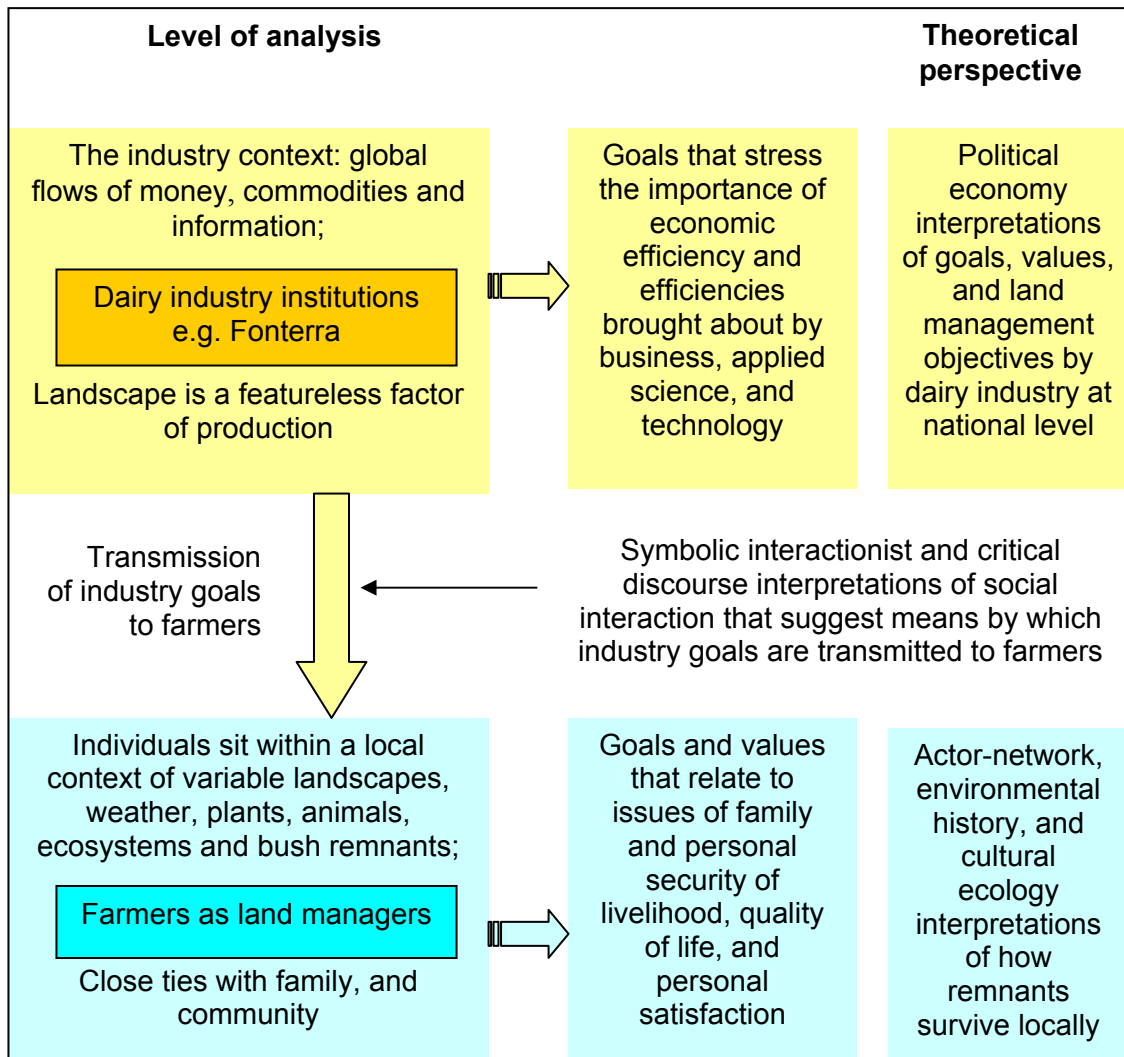 Level of analysis
Theoretical
perspective
The industry context: global
flows of money, commodities and
information;
Dairy industry institutions
e.g. Fonterra
Landscape is a featureless factor
of production
Goals that stress
the importance of
economic
efficiency and
efficiencies
brought about by
business, applied
science, and
technology
Political
economy
interpretations
of goals, values,
and land
management
objectives by
dairy industry at
national level
Transmission
of industry goals
to farmers
Symbolic interactionist and critical
discourse interpretations of social
interaction that suggest means by which
industry goals are transmitted to farmers
Individuals sit within a local
context of variable landscapes,
weather, plants, animals,
ecosystems and bush remnants;
Farmers as land managers
Close ties with family, and
community
Goals and values
that relate to
issues of family
and personal
security of
livelihood, quality
of life, and
personal
satisfaction
Actor-network,
environmental
history, and
cultural
ecology
interpretations
of how
remnants
survive locally